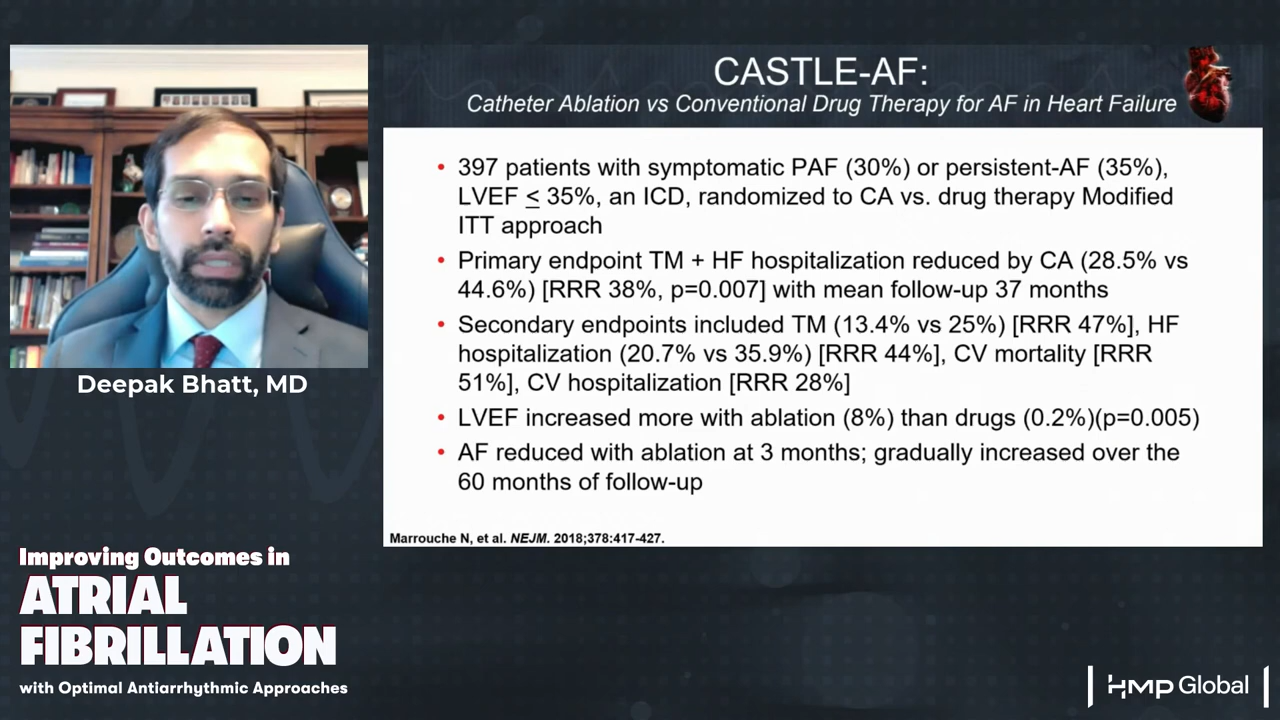 CASTLE-AF:
Catheter Ablation vs Conventional Drug Therapy for AF in Heart Failure
• 397 patients with symptomatic PAF (30%) or persistent-AF (35%),
LVEF ≤ 35%, an ICD, randomized to CA vs. drug therapy Modified
ITT approach
• Primary endpoint TM + HF hospitalization reduced by CA (28.5% vs
44.6%) [RRR 38%, p=0.007] with mean follow-up 37 months
• Secondary endpoints included TM (13.4% vs 25%) [RRR 47%], HF
hospitalization (20.7% vs 35.9%) [RRR 44%], CV mortality [RRR
51%], CV hospitalization [RRR 28%]
• LVEF increased more with ablation (8%) than drugs (0.2%)(p=0.005)
• AF reduced with ablation at 3 months; gradually increased over the
60 months of follow-up
Marrouche N, et al. NEJM. 2018;378:417-427.
Deepak Bhatt, MD
Improving Outcomes in
ATRIAL
FIBRILLATION
with Optimal Antiarrhythmic Approaches
HMP Global